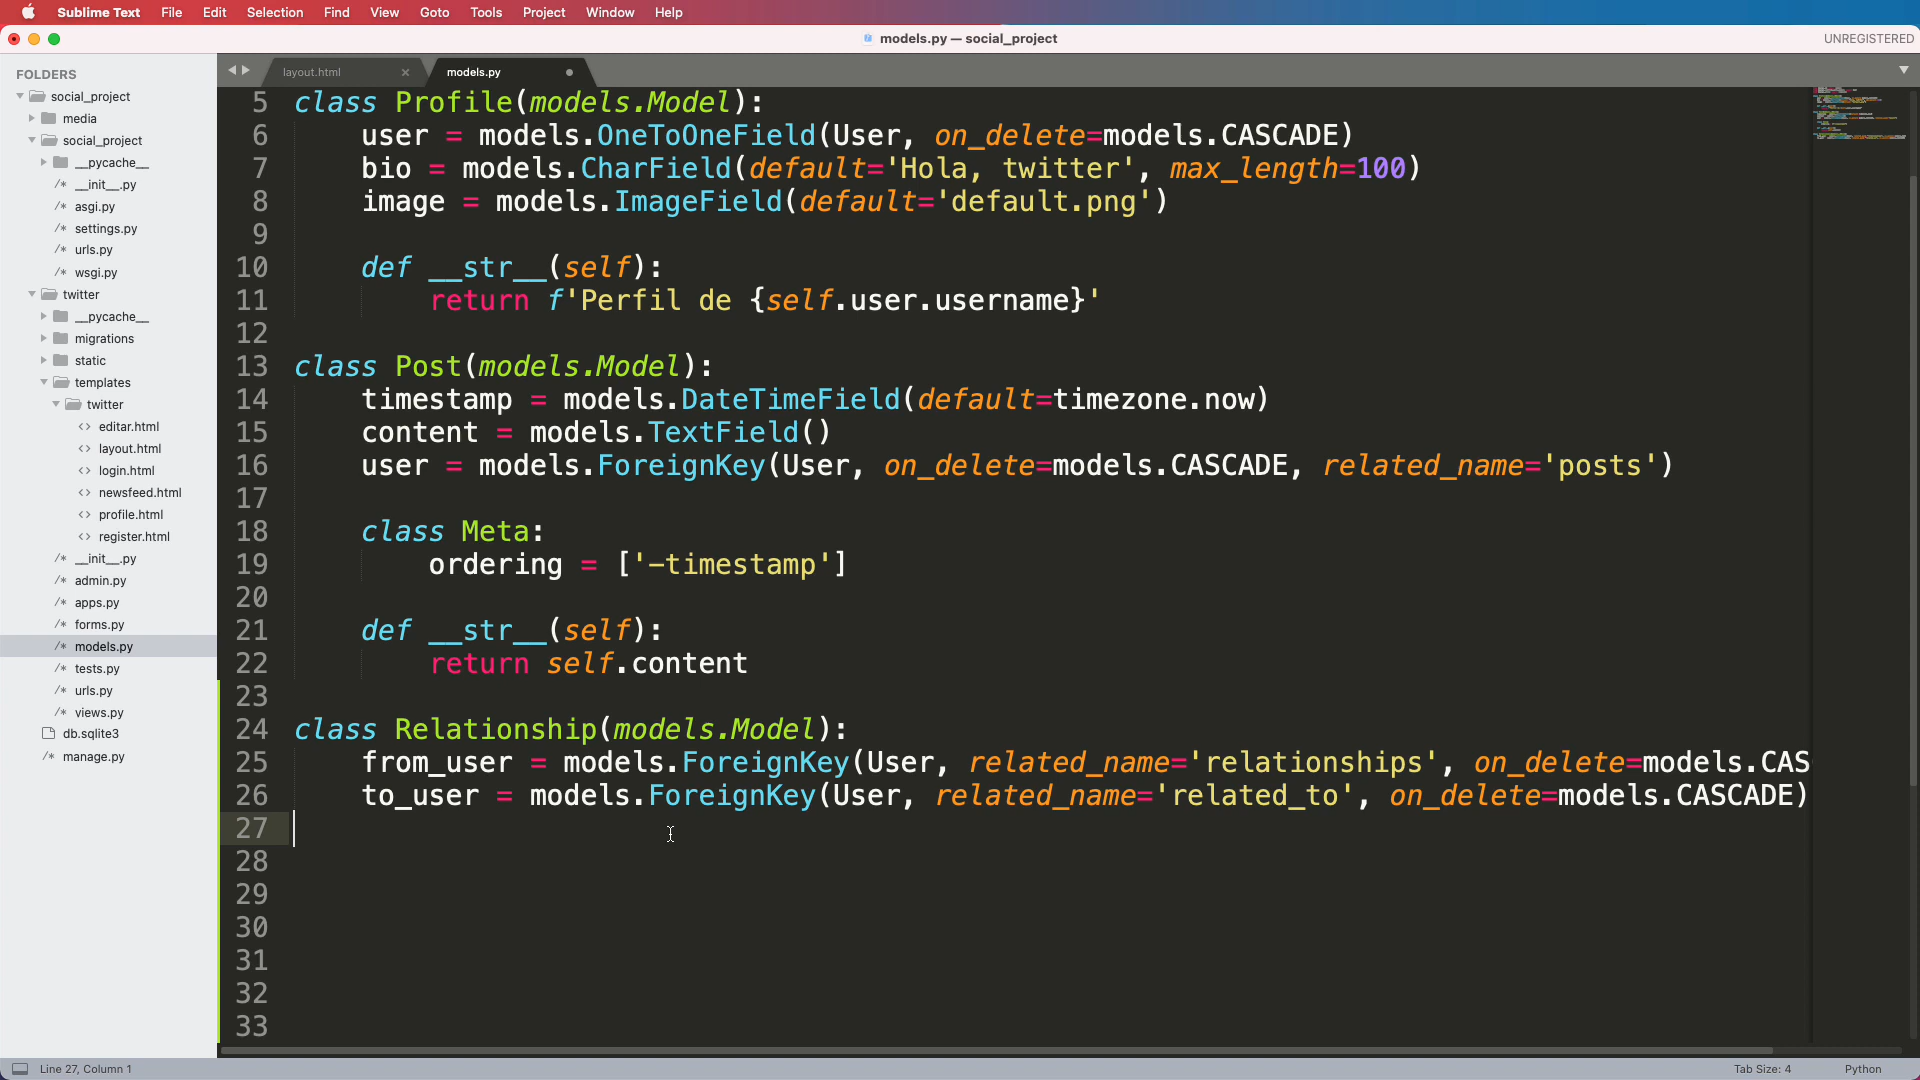 Sublime Text File Edit Selection Find View Goto Tools Project Window Help
models.py — social_project
UNREGISTERED
FOLDERS
social_project
media
social_project
__pycache__
/* __init__.py
/* asgi.py
/* settings.py
/* urls.py
/* wsgi.py
twitter
__pycache__
migrations
static
templates
twitter
<> editar.html
<> layout.html
<> login.html
<> newsfeed.html
<> profile.html
<> register.html
/* __init__.py
/* admin.py
/* apps.py
/* forms.py
/* models.py
/* tests.py
/* urls.py
/* views.py
db.sqlite3
/* manage.py
layout.html × models.py
5 class Profile(models.Model):
6     user = models.OneToOneField(User, on_delete=models.CASCADE)
7     bio = models.CharField(default='Hola, twitter', max_length=100)
8     image = models.ImageField(default='default.png')
9
10     def __str__(self):
11         return f'Perfil de {self.user.username}'
12
13 class Post(models.Model):
14     timestamp = models.DateTimeField(default=timezone.now)
15     content = models.TextField()
16     user = models.ForeignKey(User, on_delete=models.CASCADE, related_name='posts')
17
18     class Meta:
19         ordering = ['-timestamp']
20
21     def __str__(self):
22         return self.content
23
24 class Relationship(models.Model):
25     from_user = models.ForeignKey(User, related_name='relationships', on_delete=models.CAS
26     to_user = models.ForeignKey(User, related_name='related_to', on_delete=models.CASCADE)
27
28
29
30
31
32
33
Line 27, Column 1
Tab Size: 4
Python